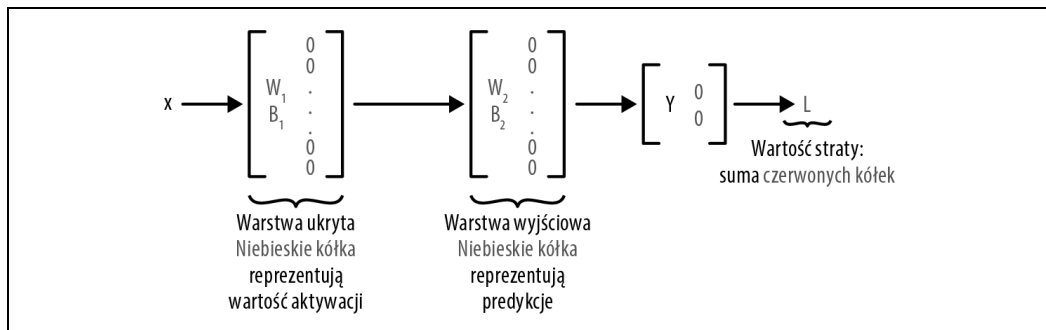 x
0
0
W1 .
B1 .
.
0
0
0
0
W2 .
B2 .
.
0
0
Y
0
0
L
Wartość straty:
suma czerwonych kółek
Warstwa ukryta
Niebieskie kółka
reprezentują
wartość aktywacji
Warstwa wyjściowa
Niebieskie kółka
reprezentują
predykcje